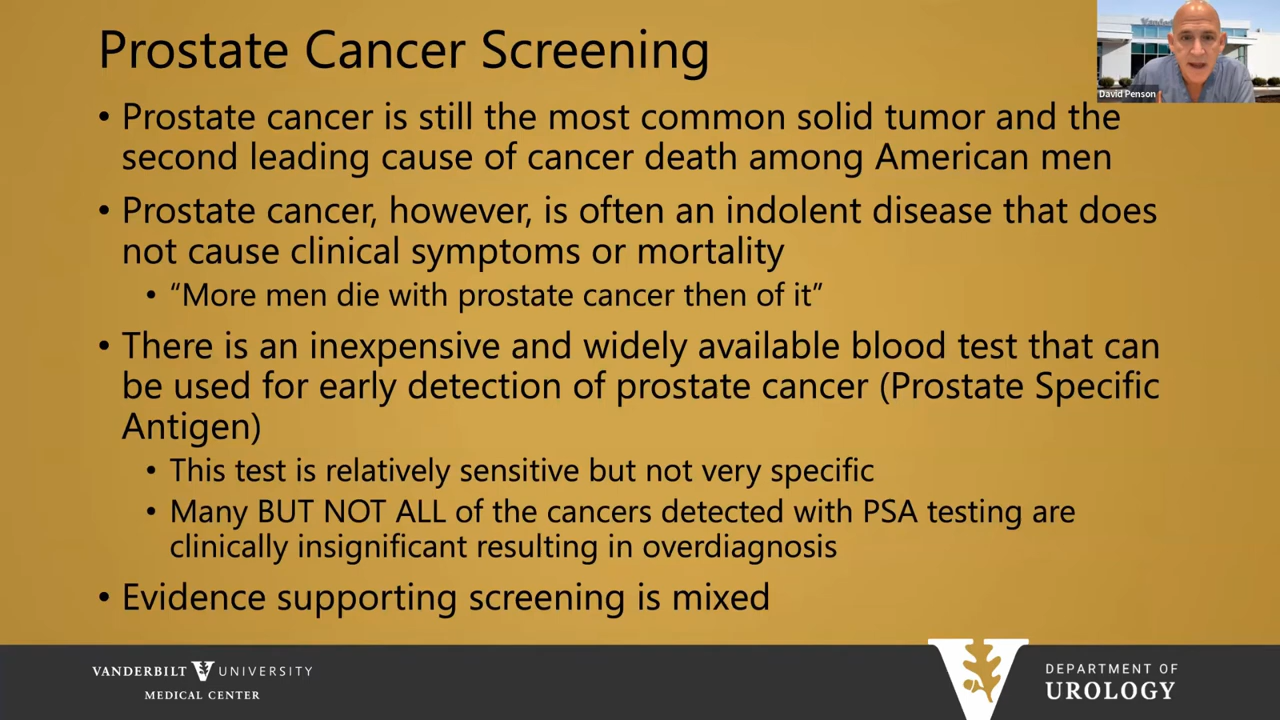 Prostate Cancer Screening
David Penson
• Prostate cancer is still the most common solid tumor and the
second leading cause of cancer death among American men
• Prostate cancer, however, is often an indolent disease that does
not cause clinical symptoms or mortality
• “More men die with prostate cancer then of it”
• There is an inexpensive and widely available blood test that can
be used for early detection of prostate cancer (Prostate Specific
Antigen)
• This test is relatively sensitive but not very specific
• Many BUT NOT ALL of the cancers detected with PSA testing are
clinically insignificant resulting in overdiagnosis
• Evidence supporting screening is mixed
VANDERBILT V UNIVERSITY
MEDICAL CENTER
V
DEPARTMENT OF
UROLOGY